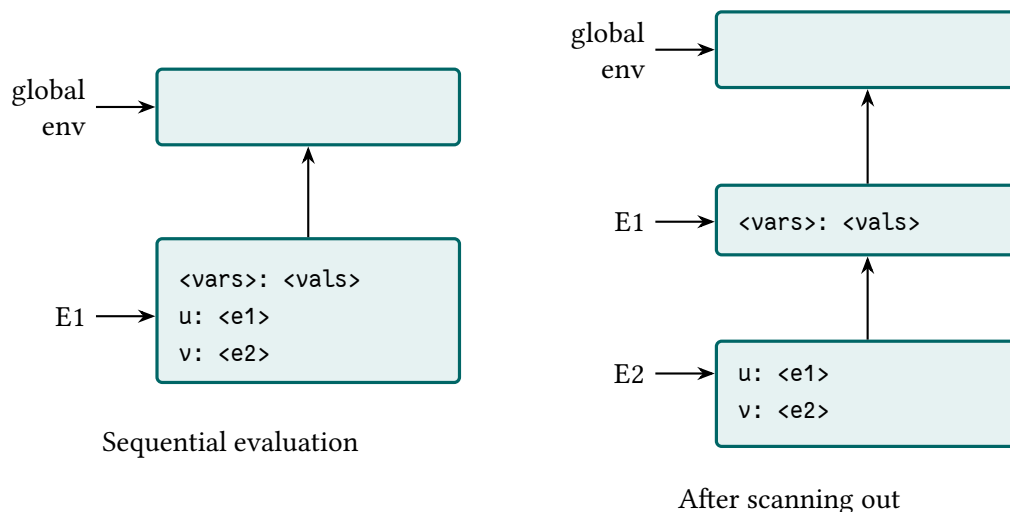 global
env
E1
<vars>: <vals>
u: <e1>
v: <e2>
Sequential evaluation
global
env
E1
<vars>: <vals>
E2
u: <e1>
v: <e2>
After scanning out